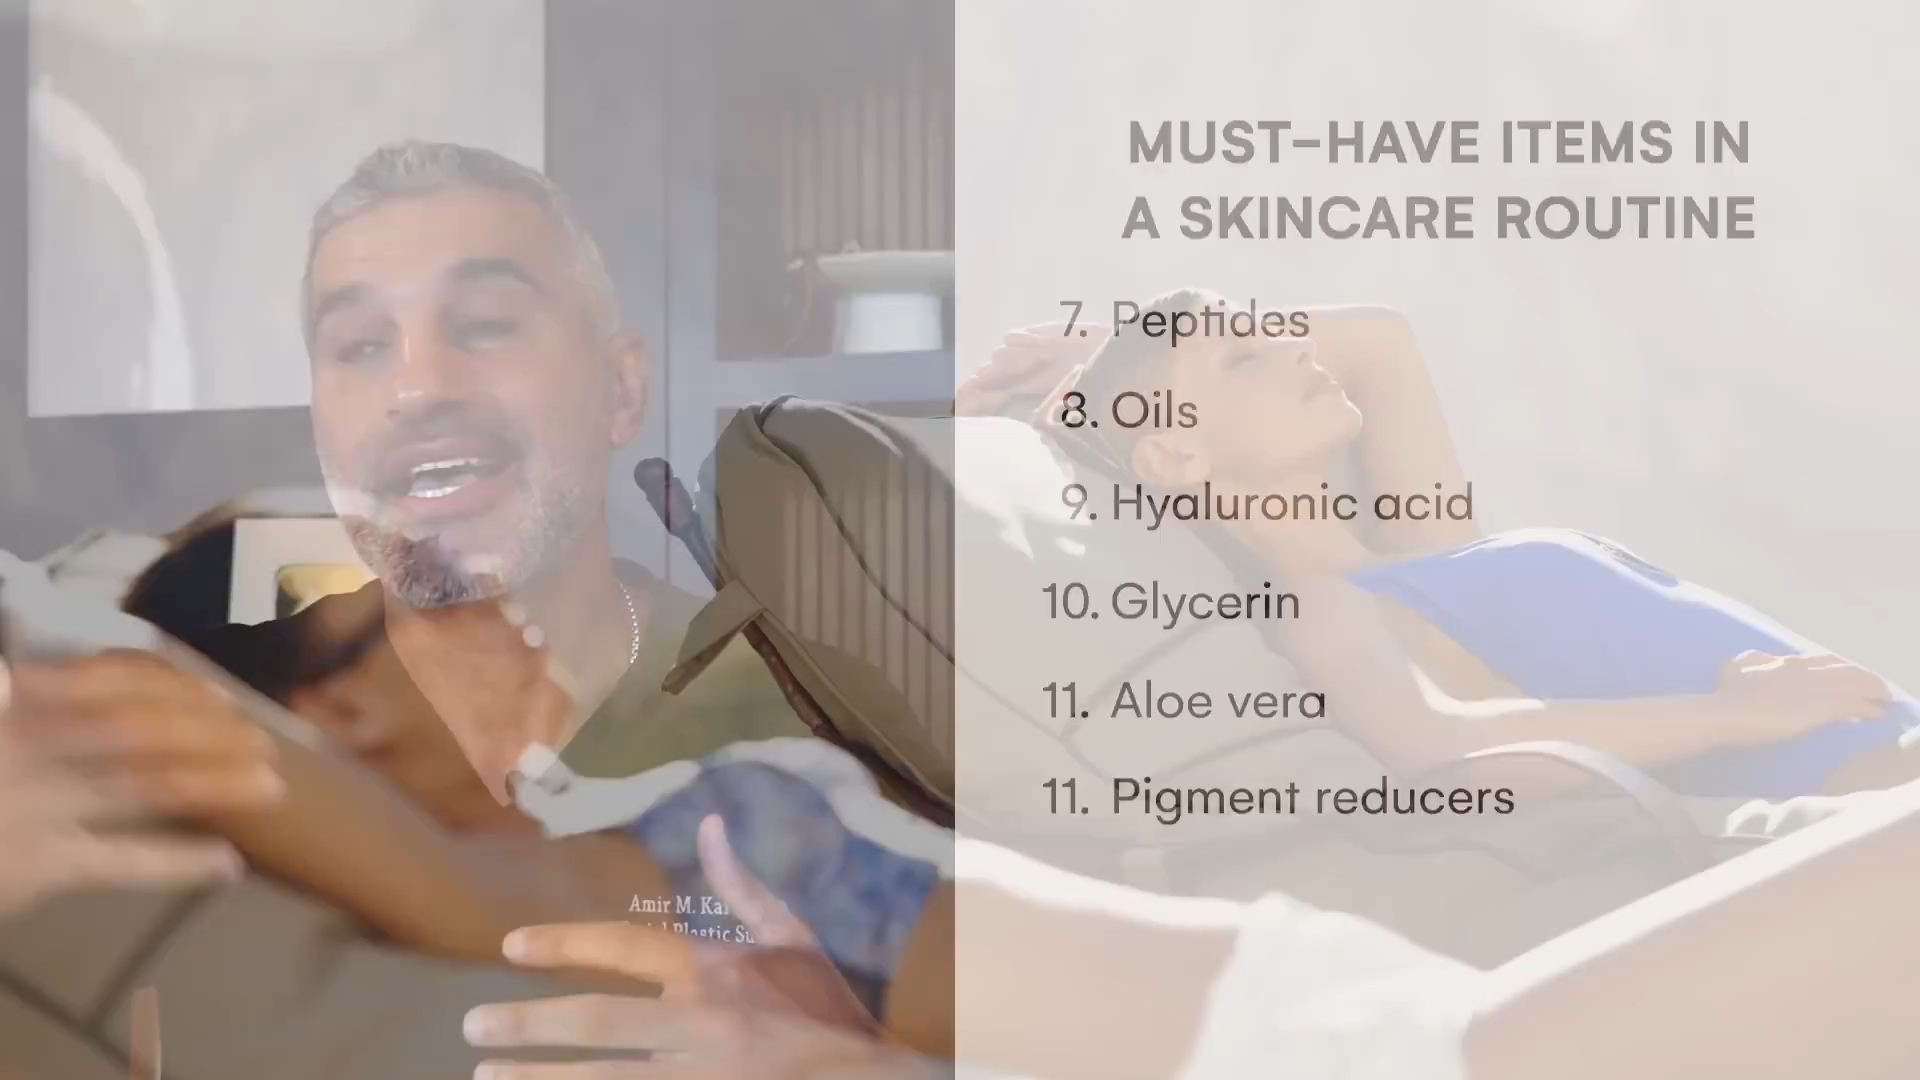 MUST-HAVE ITEMS IN
A SKINCARE ROUTINE
7. Peptides
8. Oils
9. Hyaluronic acid
10. Glycerin
11. Aloe vera
11. Pigment reducers
Amir M.
Plastic